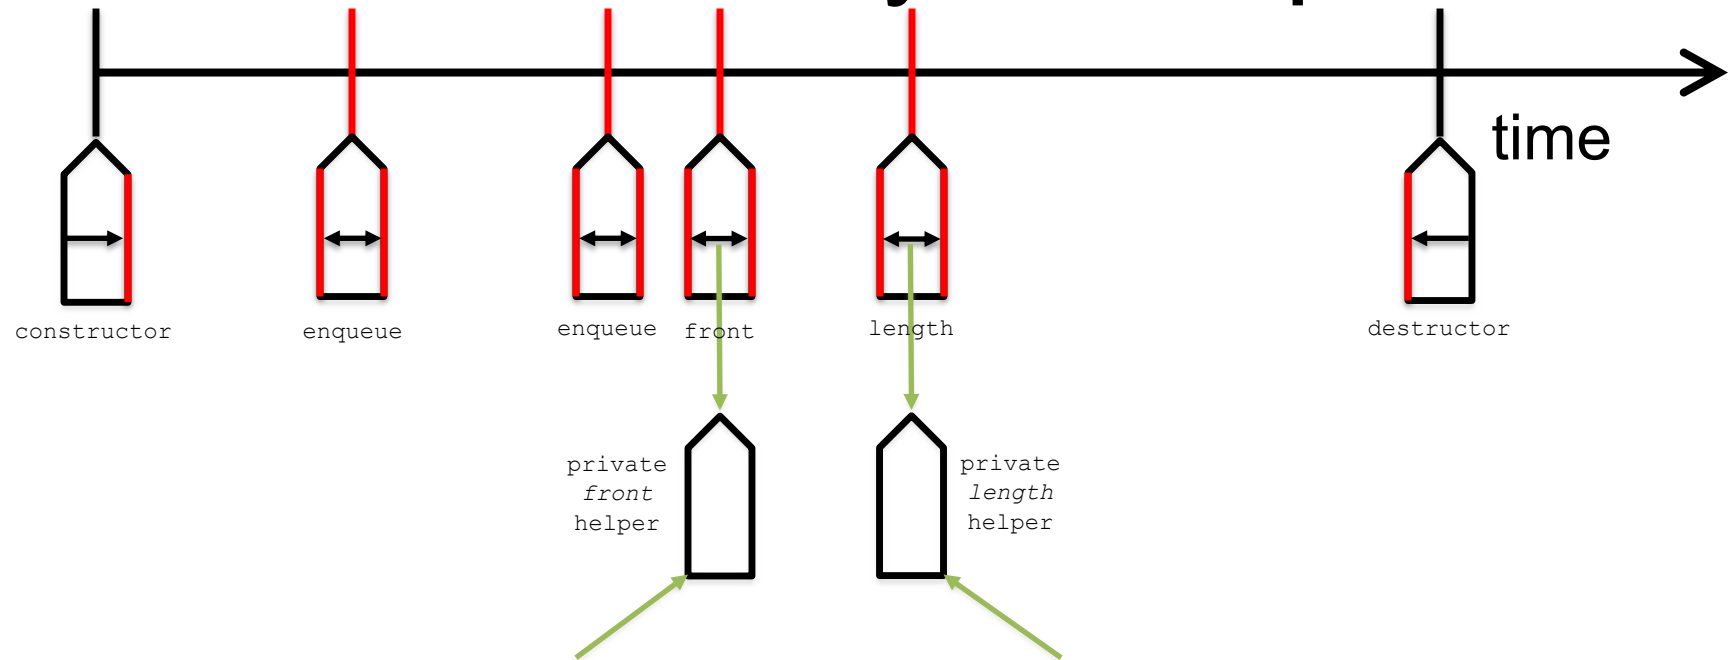 time
constructor
enqueue
enqueue
front
length
destructor
private
front
helper
private
length
helper